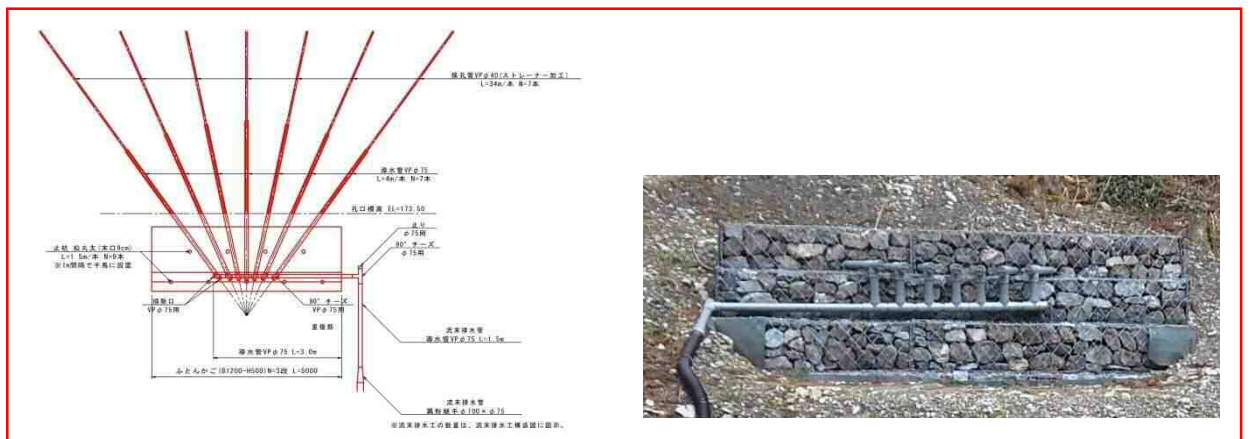 保孔管VPφ40(ストレーナー加工)
L=34m/本 N=7本
導水管VPφ75
L=4m/本 N=7本
孔口標高 EL=173.50
止杭 松丸太(末口9cm)
L=1.5m/本 N=9本
※1m間隔で千鳥に設置
φ75用
90°チーズ
φ75用
掃除口
VPφ75用
90°チーズ
VPφ75用
流末排水管
導水管VPφ75 L=1.5m
導水管VPφ75 L=3.0m
ふとんかご(B1200-H500)N=3段 L=5000
流末排水管
異形継手φ100×φ75
※流末排水工の数量は、流末排水工構造図に図示。